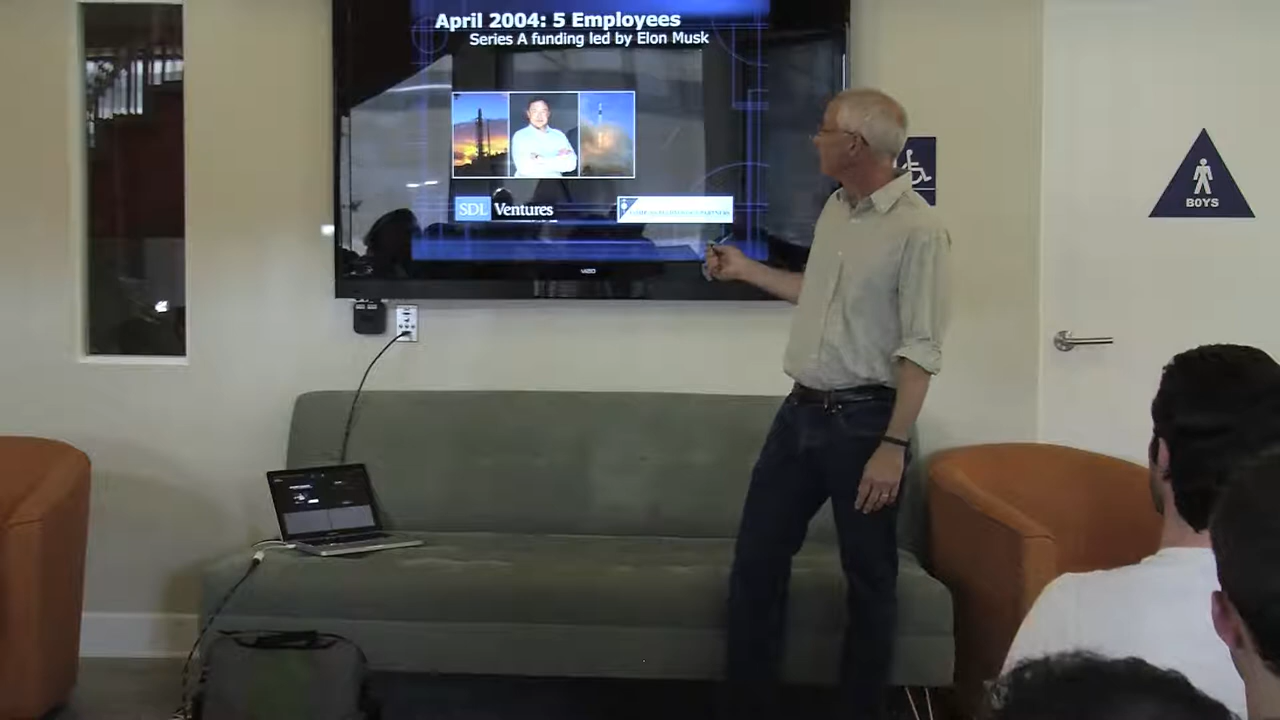 April 2004: 5 Employees
Series A funding led by Elon Musk
SDL Ventures
VIZIO
BOYS